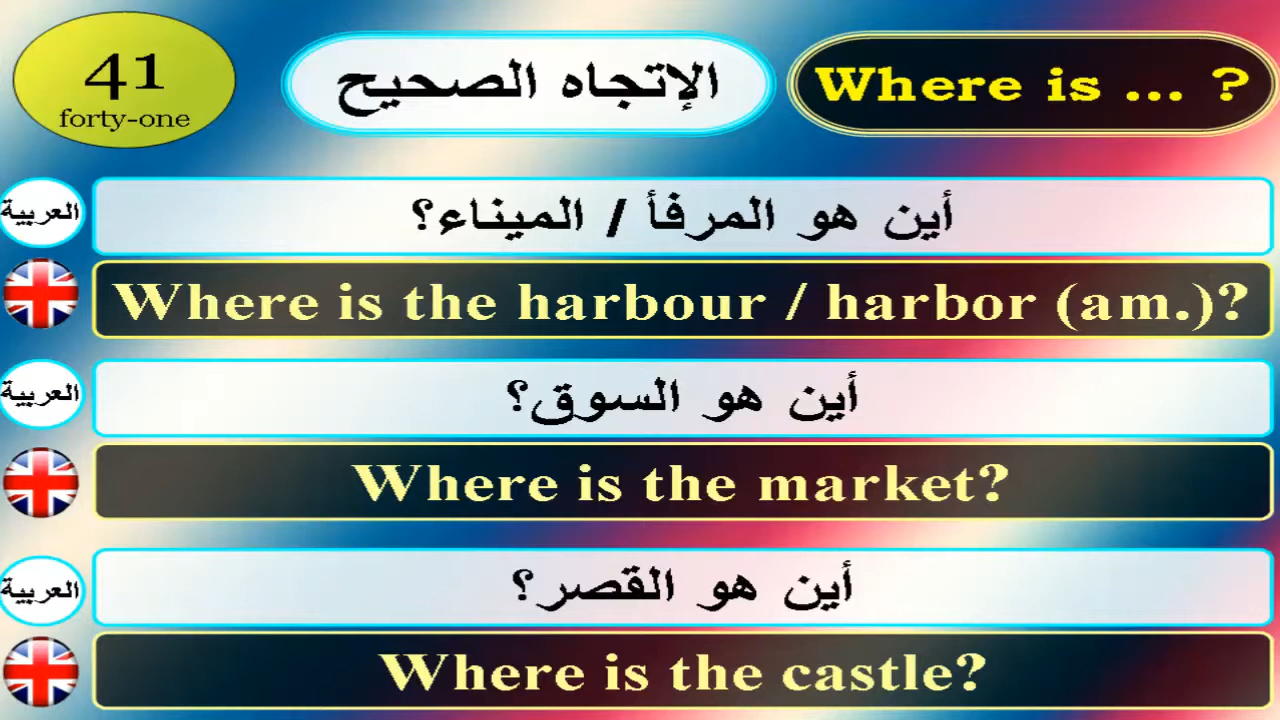 41
forty-one
الإتجاه الصحيح
Where is ... ?
العربية
أين هو المرفأ / الميناء؟
Where is the harbour / harbor (am.)?
العربية
أين هو السوق؟
Where is the market?
العربية
أين هو القصر؟
Where is the castle?